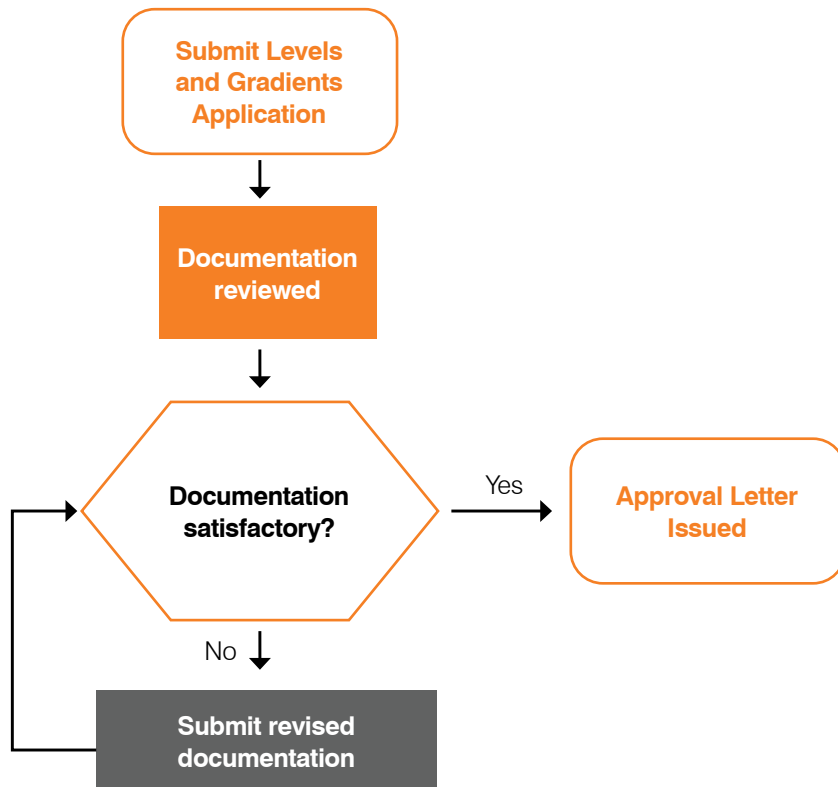 Submit Levels
and Gradients
Application
Documentation
reviewed
Documentation
satisfactory?
Yes
Approval Letter
Issued
No
Submit revised
documentation